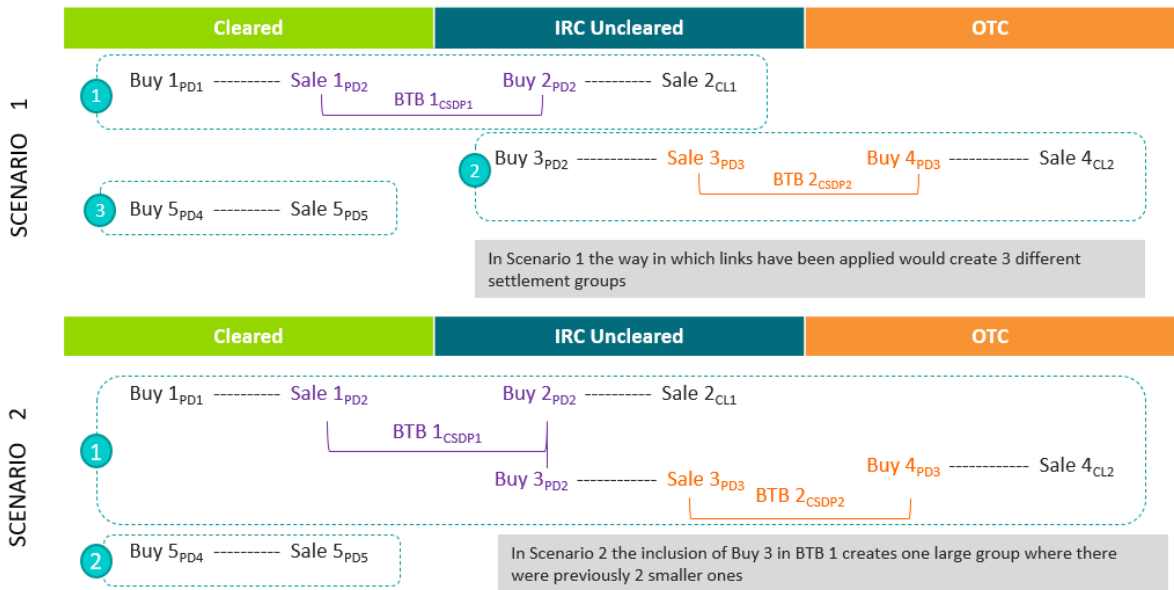 Cleared IRC Uncleared OTC
SCENARIO 1
1 Buy 1PD1 ---------- Sale 1PD2 Buy 2PD2 ---------- Sale 2CL1
BTB 1CSDP1
2 Buy 3PD2 ------------ Sale 3PD3 Buy 4PD3 ------------ Sale 4CL2
BTB 2CSDP2
3 Buy 5PD4 ---------- Sale 5PD5
In Scenario 1 the way in which links have been applied would create 3 different
settlement groups
Cleared IRC Uncleared OTC
SCENARIO 2
1
Buy 1PD1 ---------- Sale 1PD2 Buy 2PD2 ---------- Sale 2CL1
BTB 1CSDP1
Buy 4PD3 ------------ Sale 4CL2
Buy 3PD2 ------------ Sale 3PD3
BTB 2CSDP2
2 Buy 5PD4 ---------- Sale 5PD5
In Scenario 2 the inclusion of Buy 3 in BTB 1 creates one large group where there
were previously 2 smaller ones